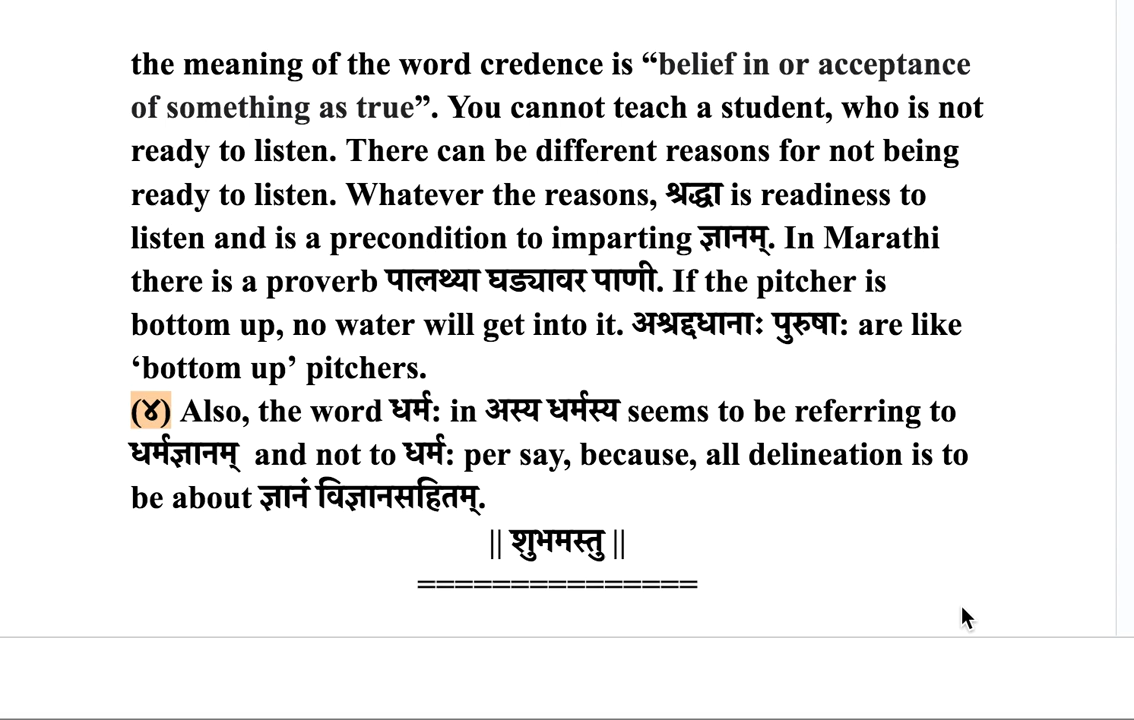 the meaning of the word credence is “belief in or acceptance
of something as true”. You cannot teach a student, who is not
ready to listen. There can be different reasons for not being
ready to listen. Whatever the reasons, श्रद्धा is readiness to
listen and is a precondition to imparting ज्ञानम्. In Marathi
there is a proverb पालथ्या घड्यावर पाणी. If the pitcher is
bottom up, no water will get into it. अश्रद्दधानाः पुरुषा: are like
‘bottom up’ pitchers.
(४) Also, the word धर्म: in अस्य धर्मस्य seems to be referring to
धर्मज्ञानम् and not to धर्म: per say, because, all delineation is to
be about ज्ञानं विज्ञानसहितम्.
|| शुभमस्तु ||
===============